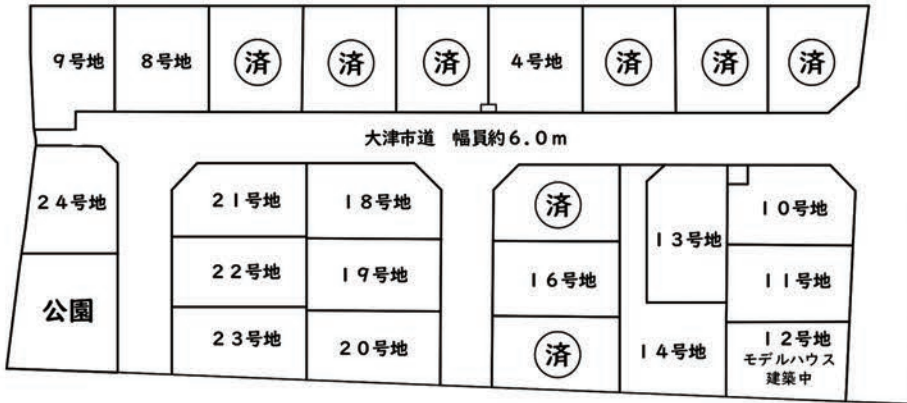 9号地
8号地
済
済
済
4号地
済
済
済
大津市道 幅員約6.0m
24号地
21号地
18号地
済
13号地
10号地
22号地
19号地
16号地
11号地
公園
23号地
20号地
済
14号地
12号地
モデルハウス
建築中